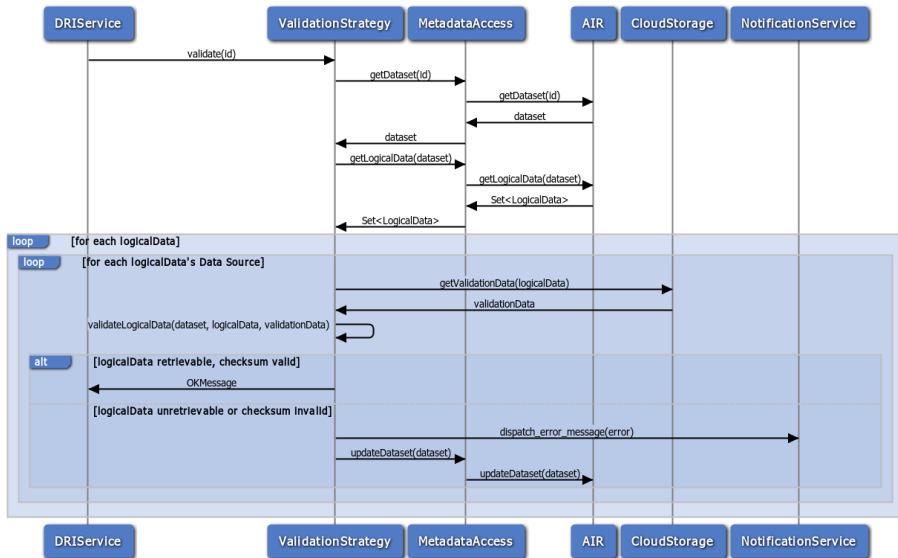 DRIService ValidationStrategy MetadataAccess AIR CloudStorage NotificationService
validate(id)
getDataset(id)
getDataset(id)
dataset
dataset
getLogicalData(dataset)
getLogicalData(dataset)
Set<LogicalData>
Set<LogicalData>
loop [for each logicalData]
loop [for each logicalData's Data Source]
getValidationData(logicalData)
validationData
validateLogicalData(dataset, logicalData, validationData)
alt [logicalData retrievable, checksum valid]
OKMessage
[logicalData unretrievable or checksum invalid]
dispatch_error_message(error)
updateDataset(dataset)
updateDataset(dataset)
DRIService ValidationStrategy MetadataAccess AIR CloudStorage NotificationService